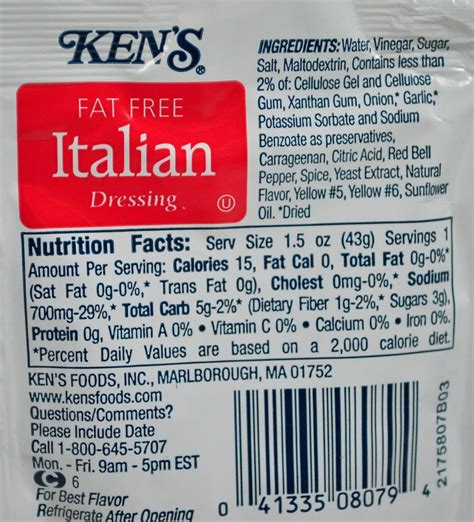 KEN'S®
FAT FREE
Italian
Dressing
U
INGREDIENTS: Water, Vinegar, Sugar,
Salt, Maltodextrin, Contains less than
2% of: Cellulose Gel and Cellulose
Gum, Xanthan Gum, Onion,* Garlic,*
Potassium Sorbate and Sodium
Benzoate as preservatives,
Carrageenan, Citric Acid, Red Bell
Pepper, Spice, Yeast Extract, Natural
Flavor, Yellow #5, Yellow #6, Sunflower
Oil. *Dried
Nutrition Facts: Serv Size 1.5 oz (43g) Servings 1
Amount Per Serving: Calories 15, Fat Cal 0, Total Fat 0g-0%*
(Sat Fat 0g-0%,* Trans Fat 0g), Cholest 0mg-0%,* Sodium
700mg-29%,* Total Carb 5g-2%* (Dietary Fiber 1g-2%,* Sugars 3g),
Protein 0g, Vitamin A 0% • Vitamin C 0% • Calcium 0% • Iron 0%.
*Percent Daily Values are based on a 2,000 calorie diet.
KEN'S FOODS, INC., MARLBOROUGH, MA 01752
www.kensfoods.com
Questions/Comments?
Please Include Date
Call 1-800-645-5707
Mon. - Fri. 9am - 5pm EST
6
For Best Flavor
Refrigerate After Opening
0 41335 08079 4
2175807B03